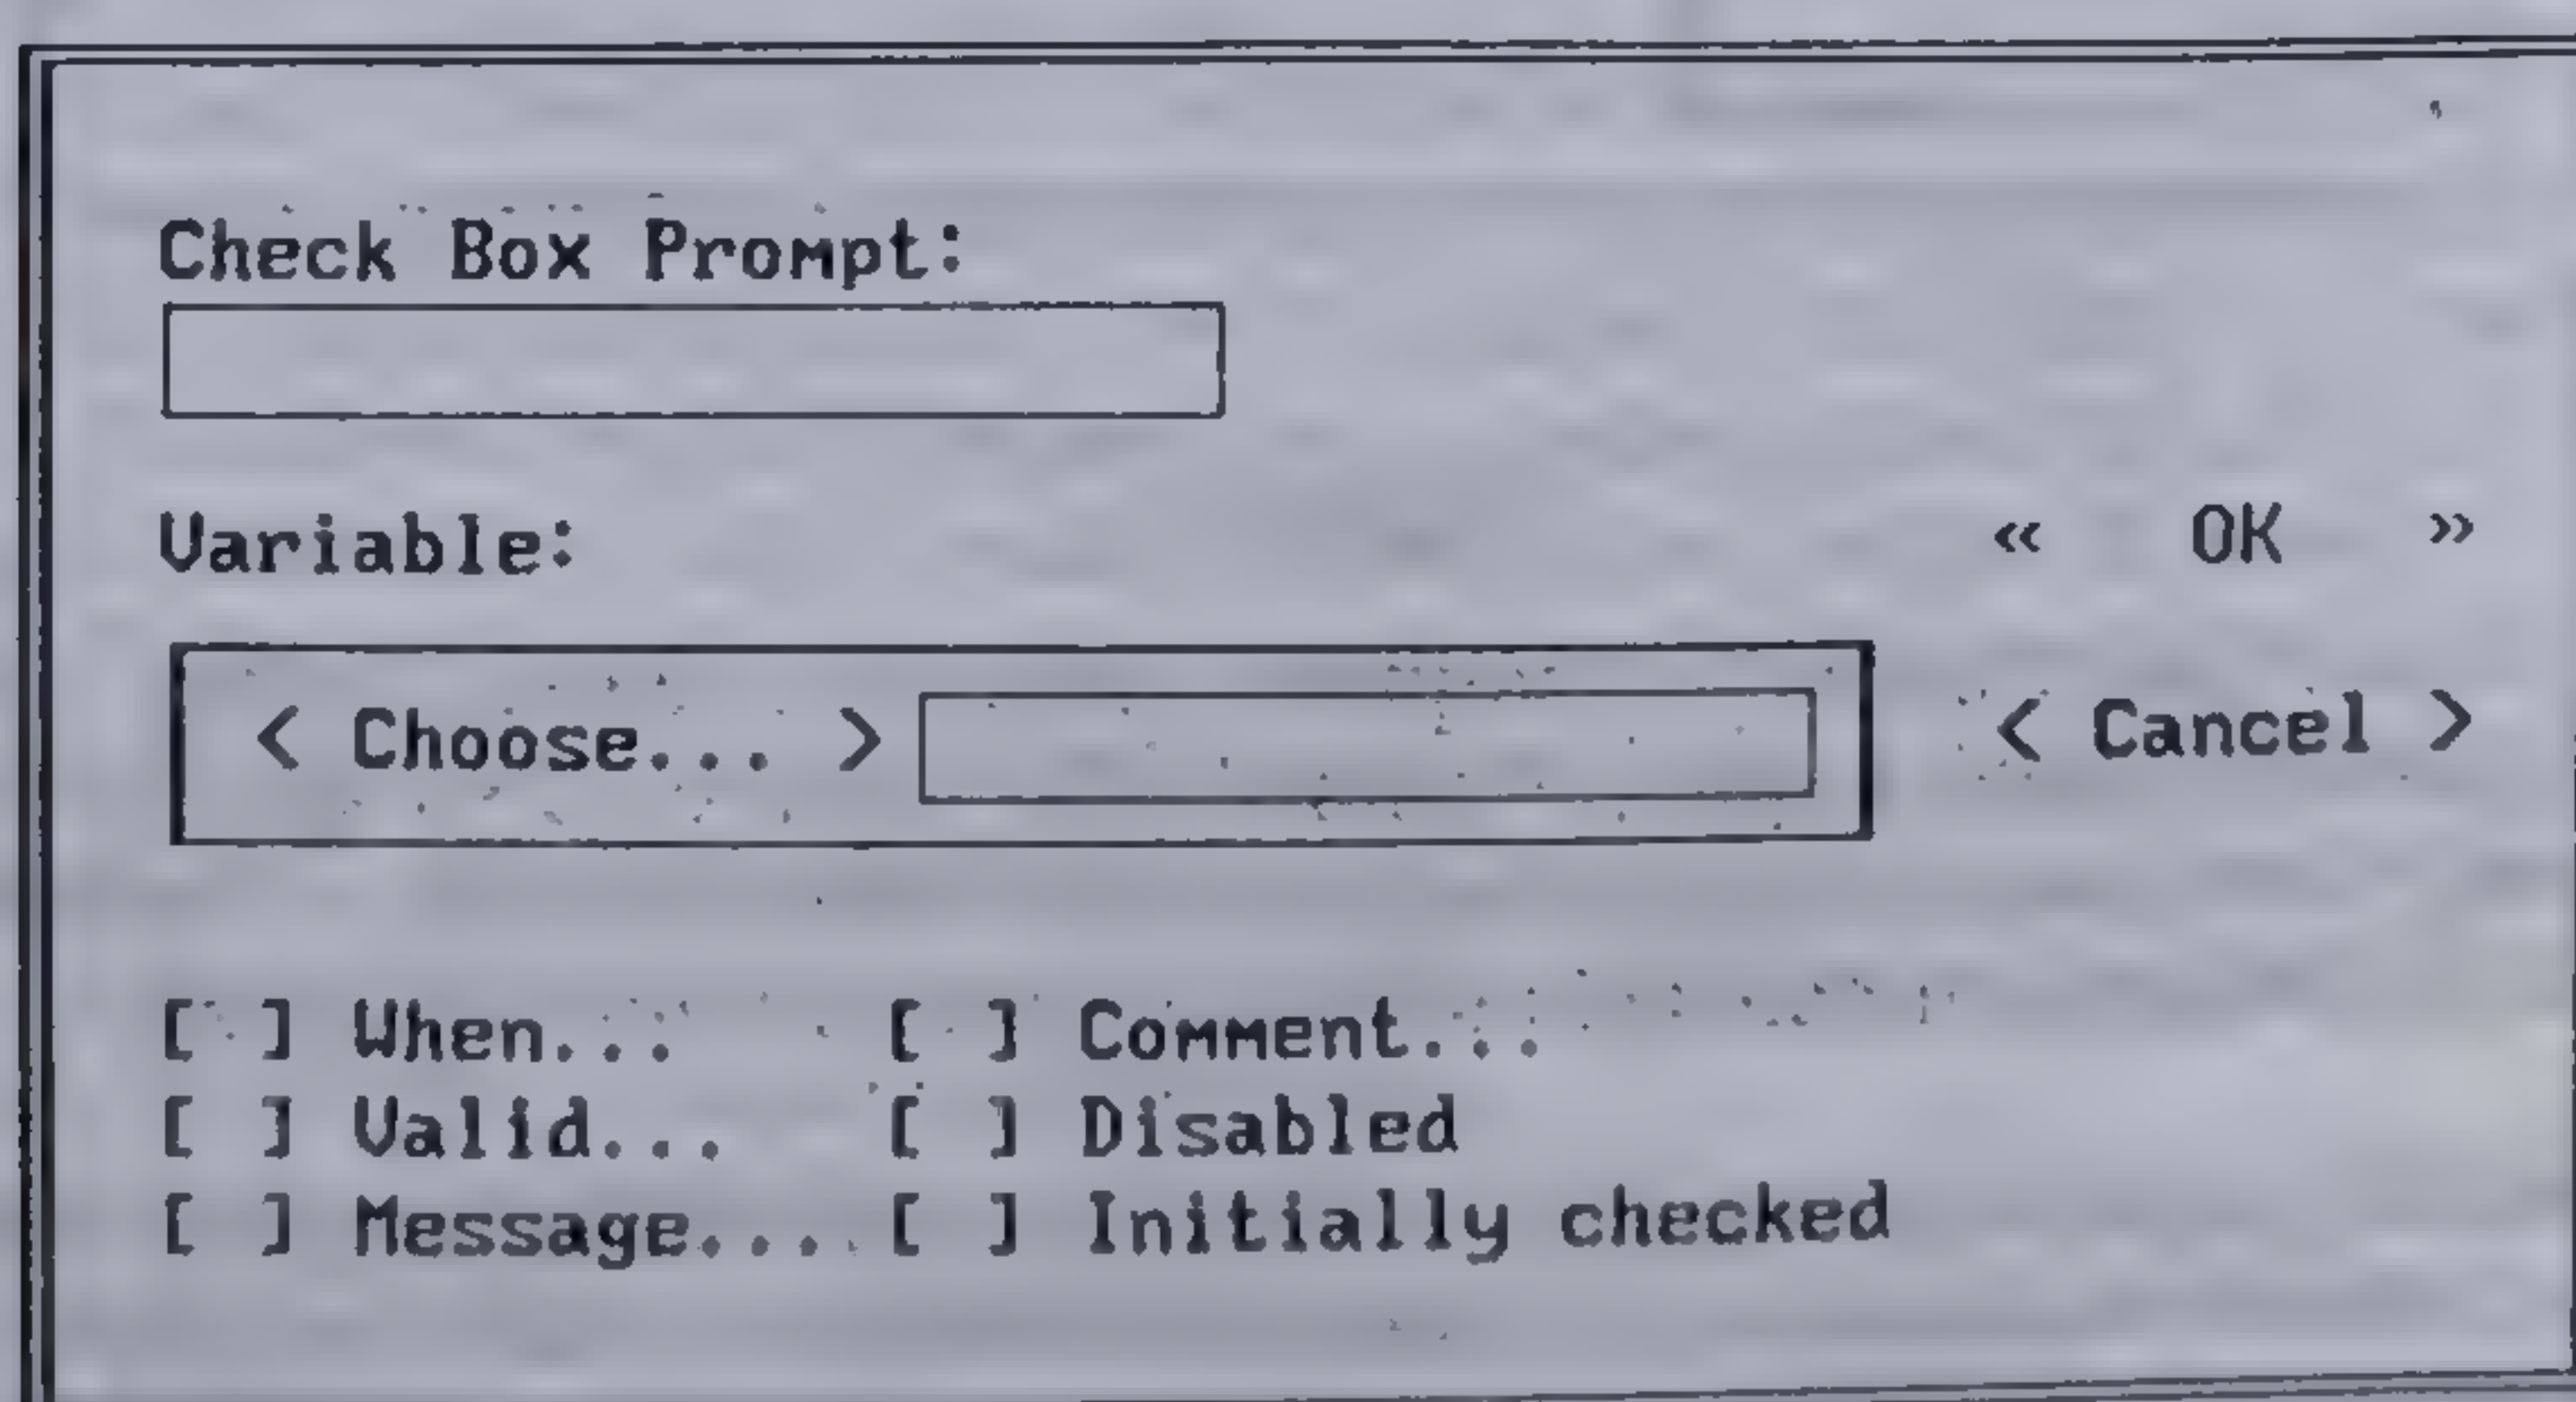 Check Box Prompt:
Variable:
« OK »
< Choose... >
< Cancel >
[ ] When... [ ] Comment...
[ ] Valid... [ ] Disabled
[ ] Message... [ ] Initially checked